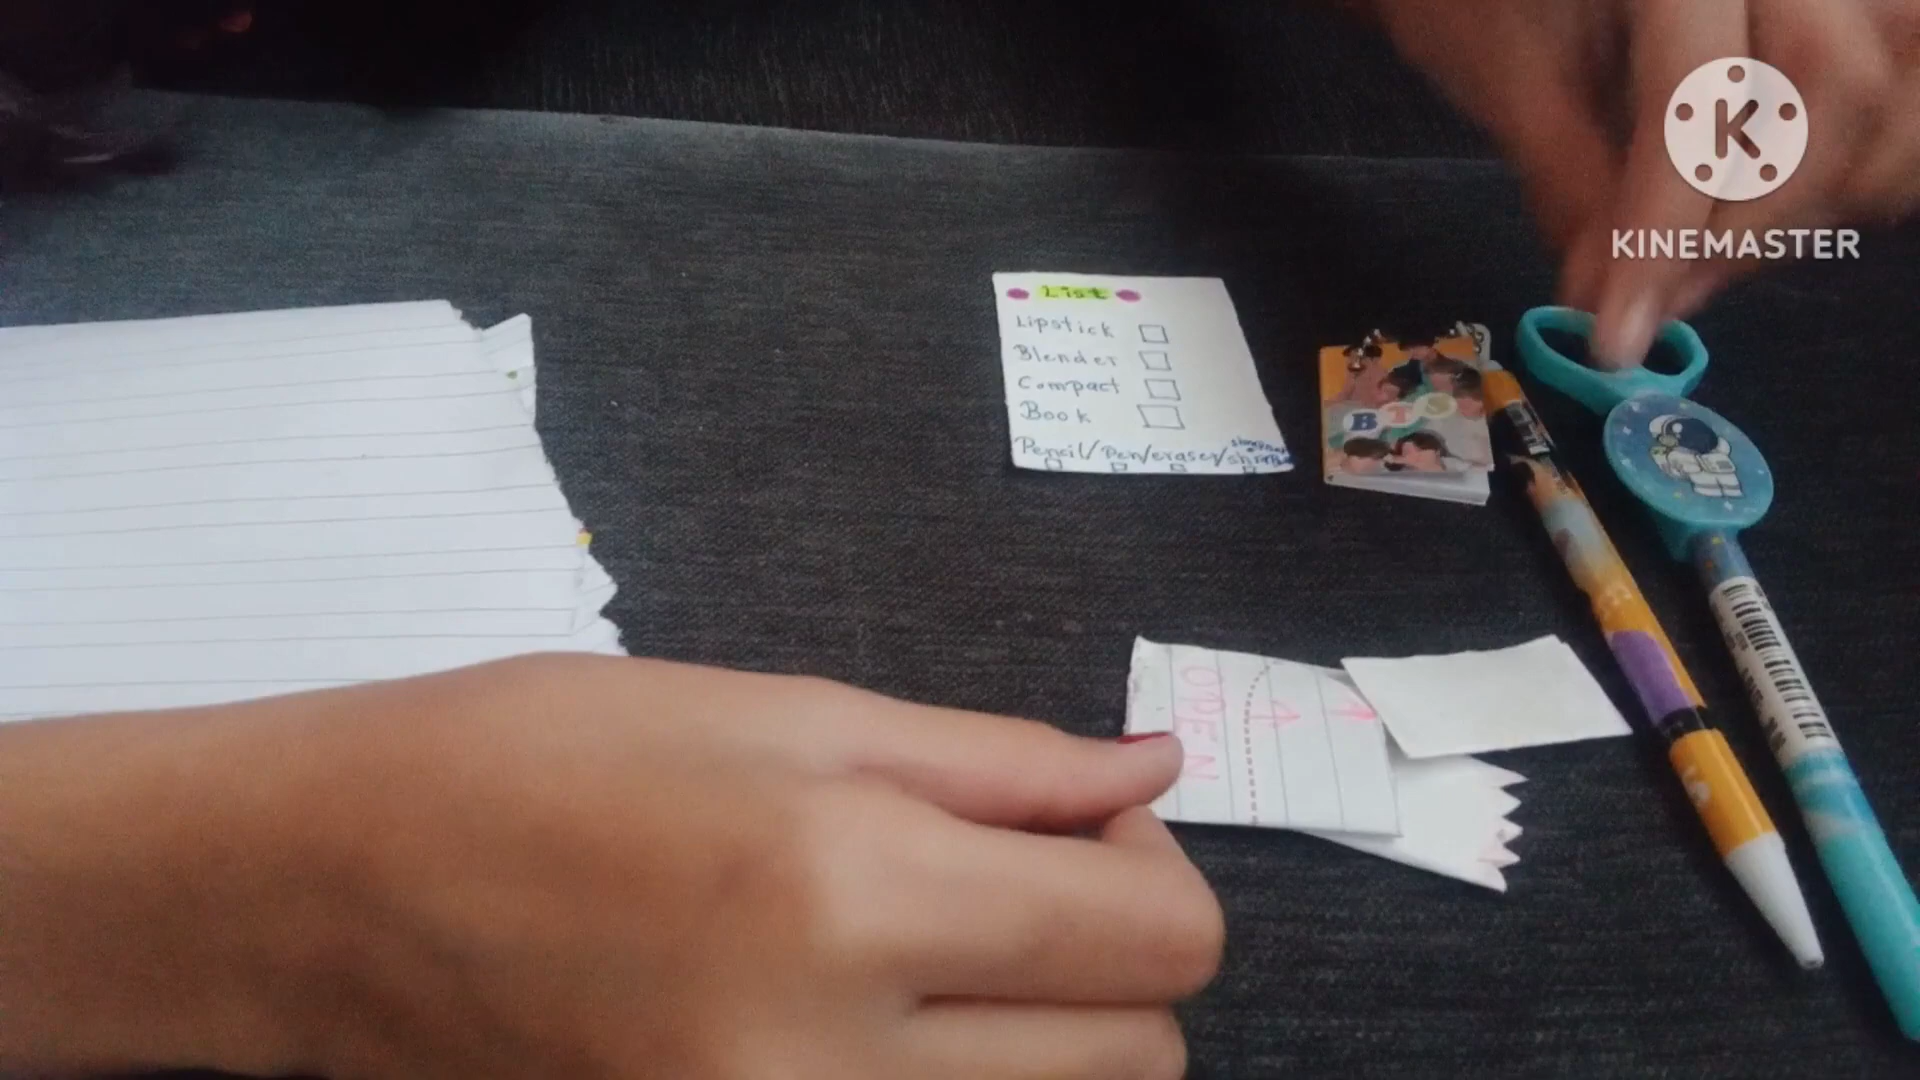 K
KINEMASTER
List
Lipstick
Blender
Compact
Book
Pencil/Pen/eraser/
BTS
OPEN